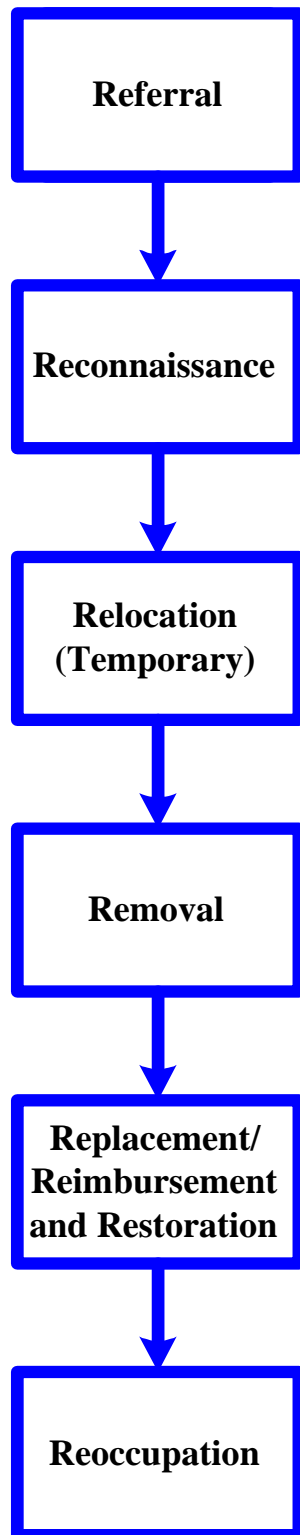 Referral
Reconnaissance
Relocation
(Temporary)
Removal
Replacement/
Reimbursement
and Restoration
Reoccupation